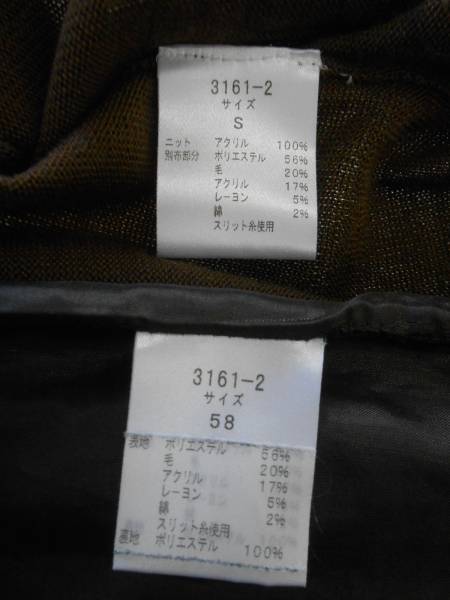 3161-2
サイズ
S
ニット アクリル 100%
別布部分 ポリエステル 56%
毛 20%
アクリル 17%
レーヨン 5%
綿 2%
スリット糸使用
3161-2
サイズ
58
表地 ポリエステル 56%
毛 20%
アクリル 17%
レーヨン 5%
綿 2%
スリット糸使用
裏地 ポリエステル 100%